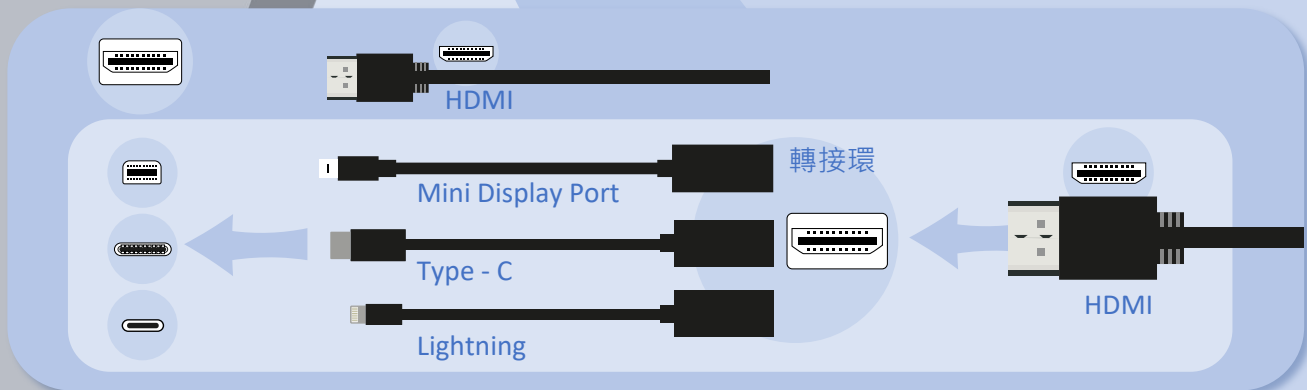 HDMI
轉接環
Mini Display Port
Type - C
HDMI
Lightning